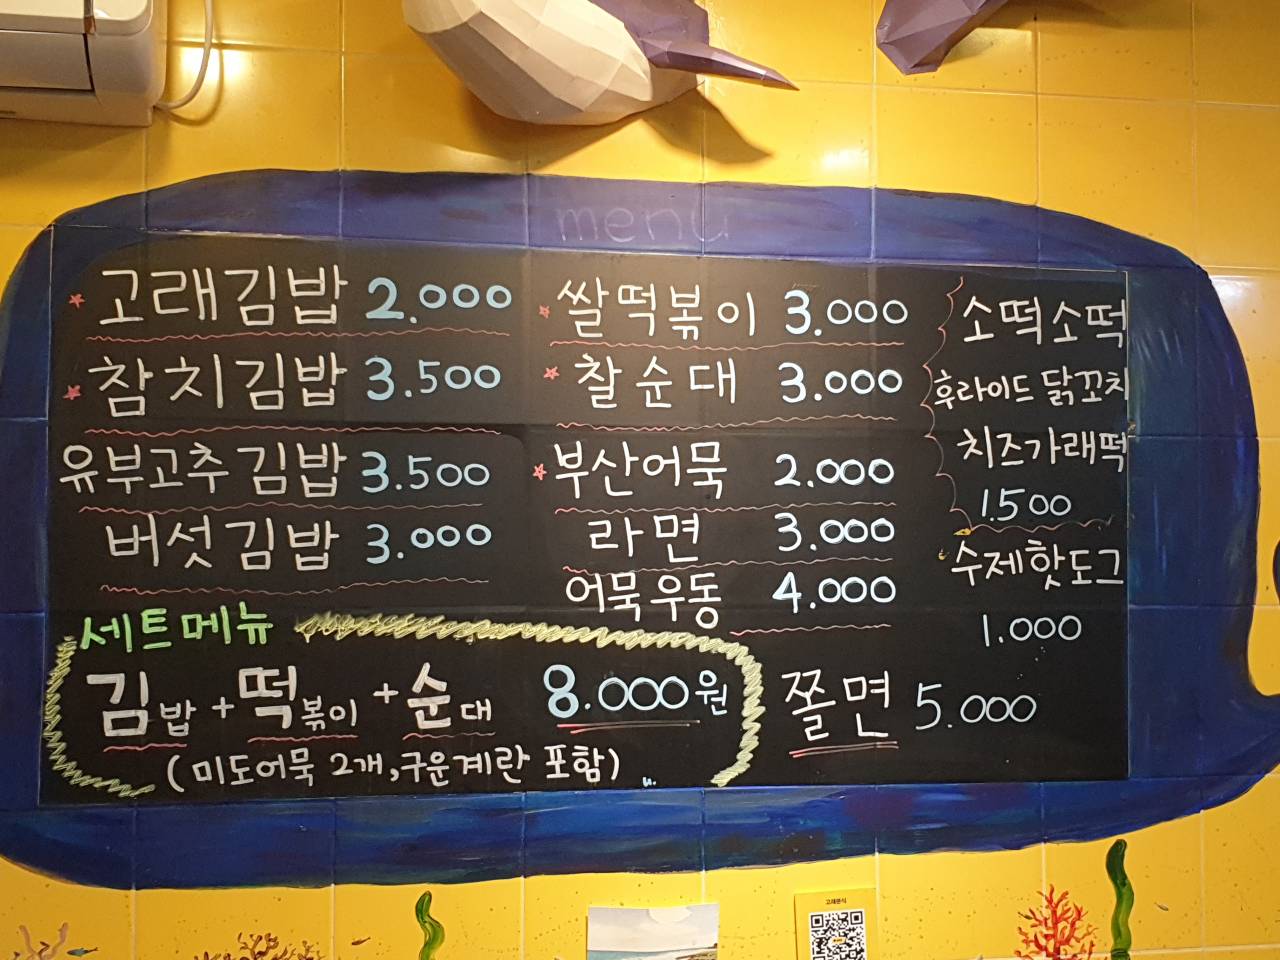 menu
고래김밥 2.000
참치김밥 3.500
유부고추김밥 3.500
버섯김밥 3.000
쌀떡볶이 3.000
찰순대 3.000
부산어묵 2.000
라면 3.000
어묵우동 4.000
소떡소떡
후라이드 닭꼬치
치즈가래떡
1.500
수제핫도그
1.000
세트메뉴
김밥+떡볶이+순대 8.000원
(미도어묵 2개,구운계란 포함)
쫄면 5.000
고래분식